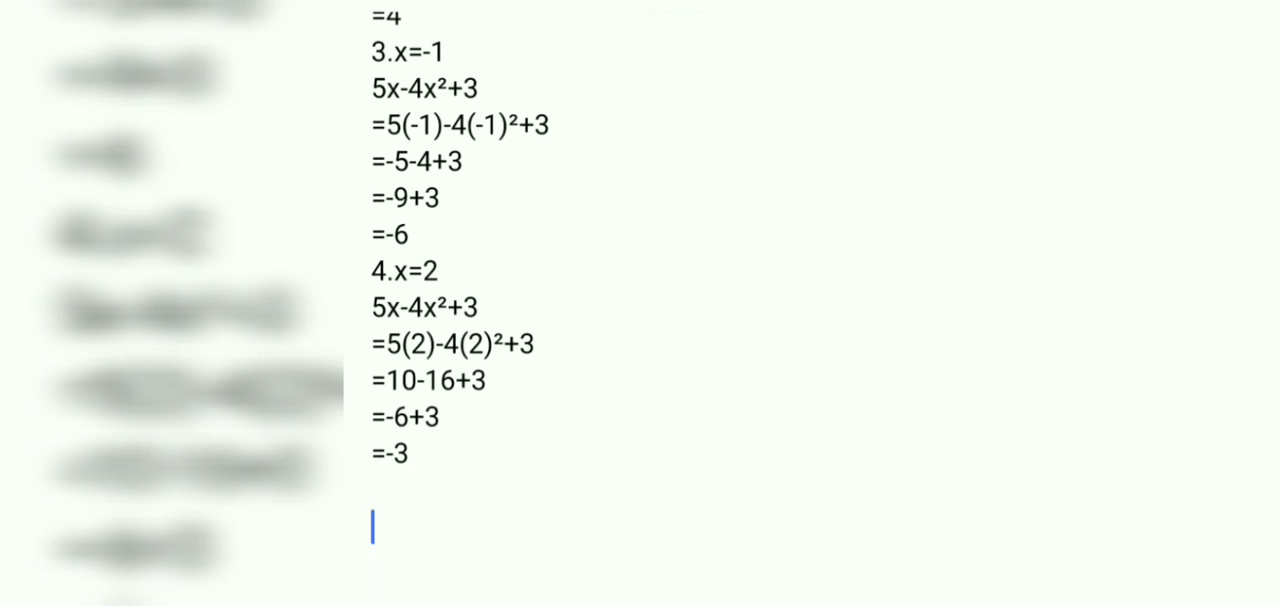 =4
3.x=-1
5x-4x²+3
=5(-1)-4(-1)²+3
=-5-4+3
=-9+3
=-6
4.x=2
5x-4x²+3
=5(2)-4(2)²+3
=10-16+3
=-6+3
=-3